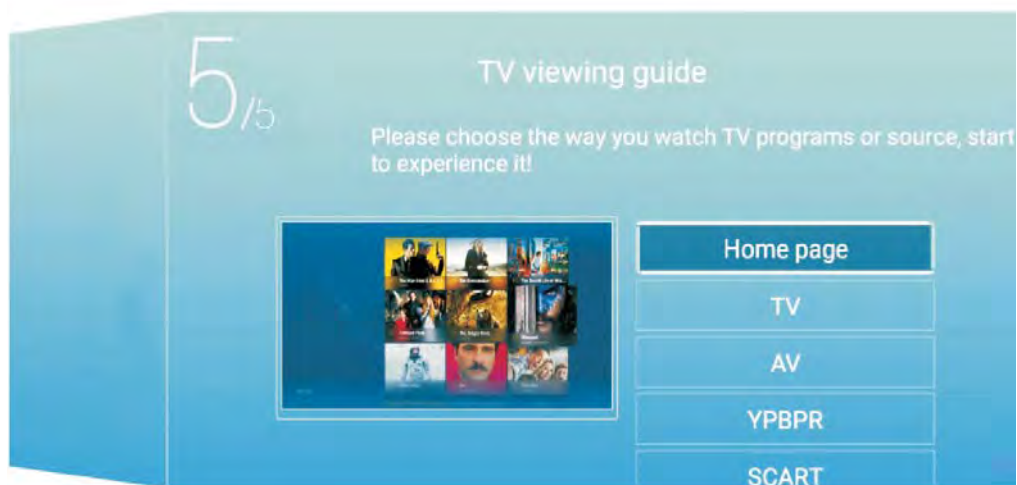 5/5
TV viewing guide
Please choose the way you watch TV programs or source, start
to experience it!
Home page
TV
AV
YPBPR
SCART